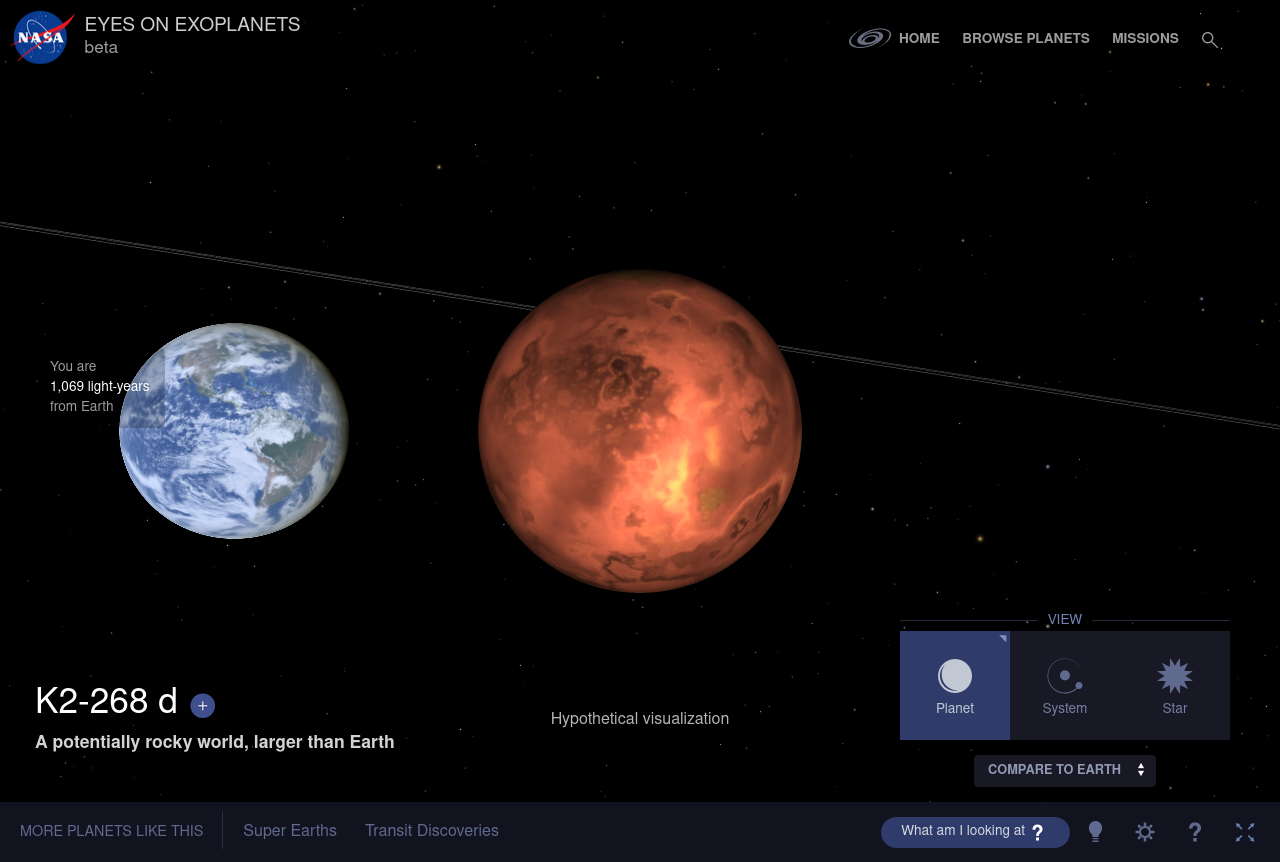 NASA
EYES ON EXOPLANETS
beta
HOME
BROWSE PLANETS
MISSIONS
You are
1,069 light-years
from Earth
VIEW
Planet
System
Star
K2-268 d +
A potentially rocky world, larger than Earth
Hypothetical visualization
COMPARE TO EARTH
MORE PLANETS LIKE THIS
Super Earths
Transit Discoveries
What am I looking at ?
?